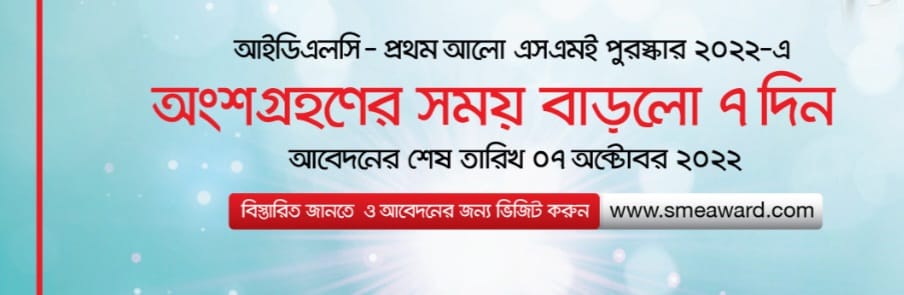 আইডিএলসি - প্রথম আলো এসএমই পুরস্কার ২০২২-এ
অংশগ্রহণের সময় বাড়লো ৭ দিন
আবেদনের শেষ তারিখ ০৭ অক্টোবর ২০২২
বিস্তারিত জানতে ও আবেদনের জন্য ভিজিট করুন www.smeaward.com